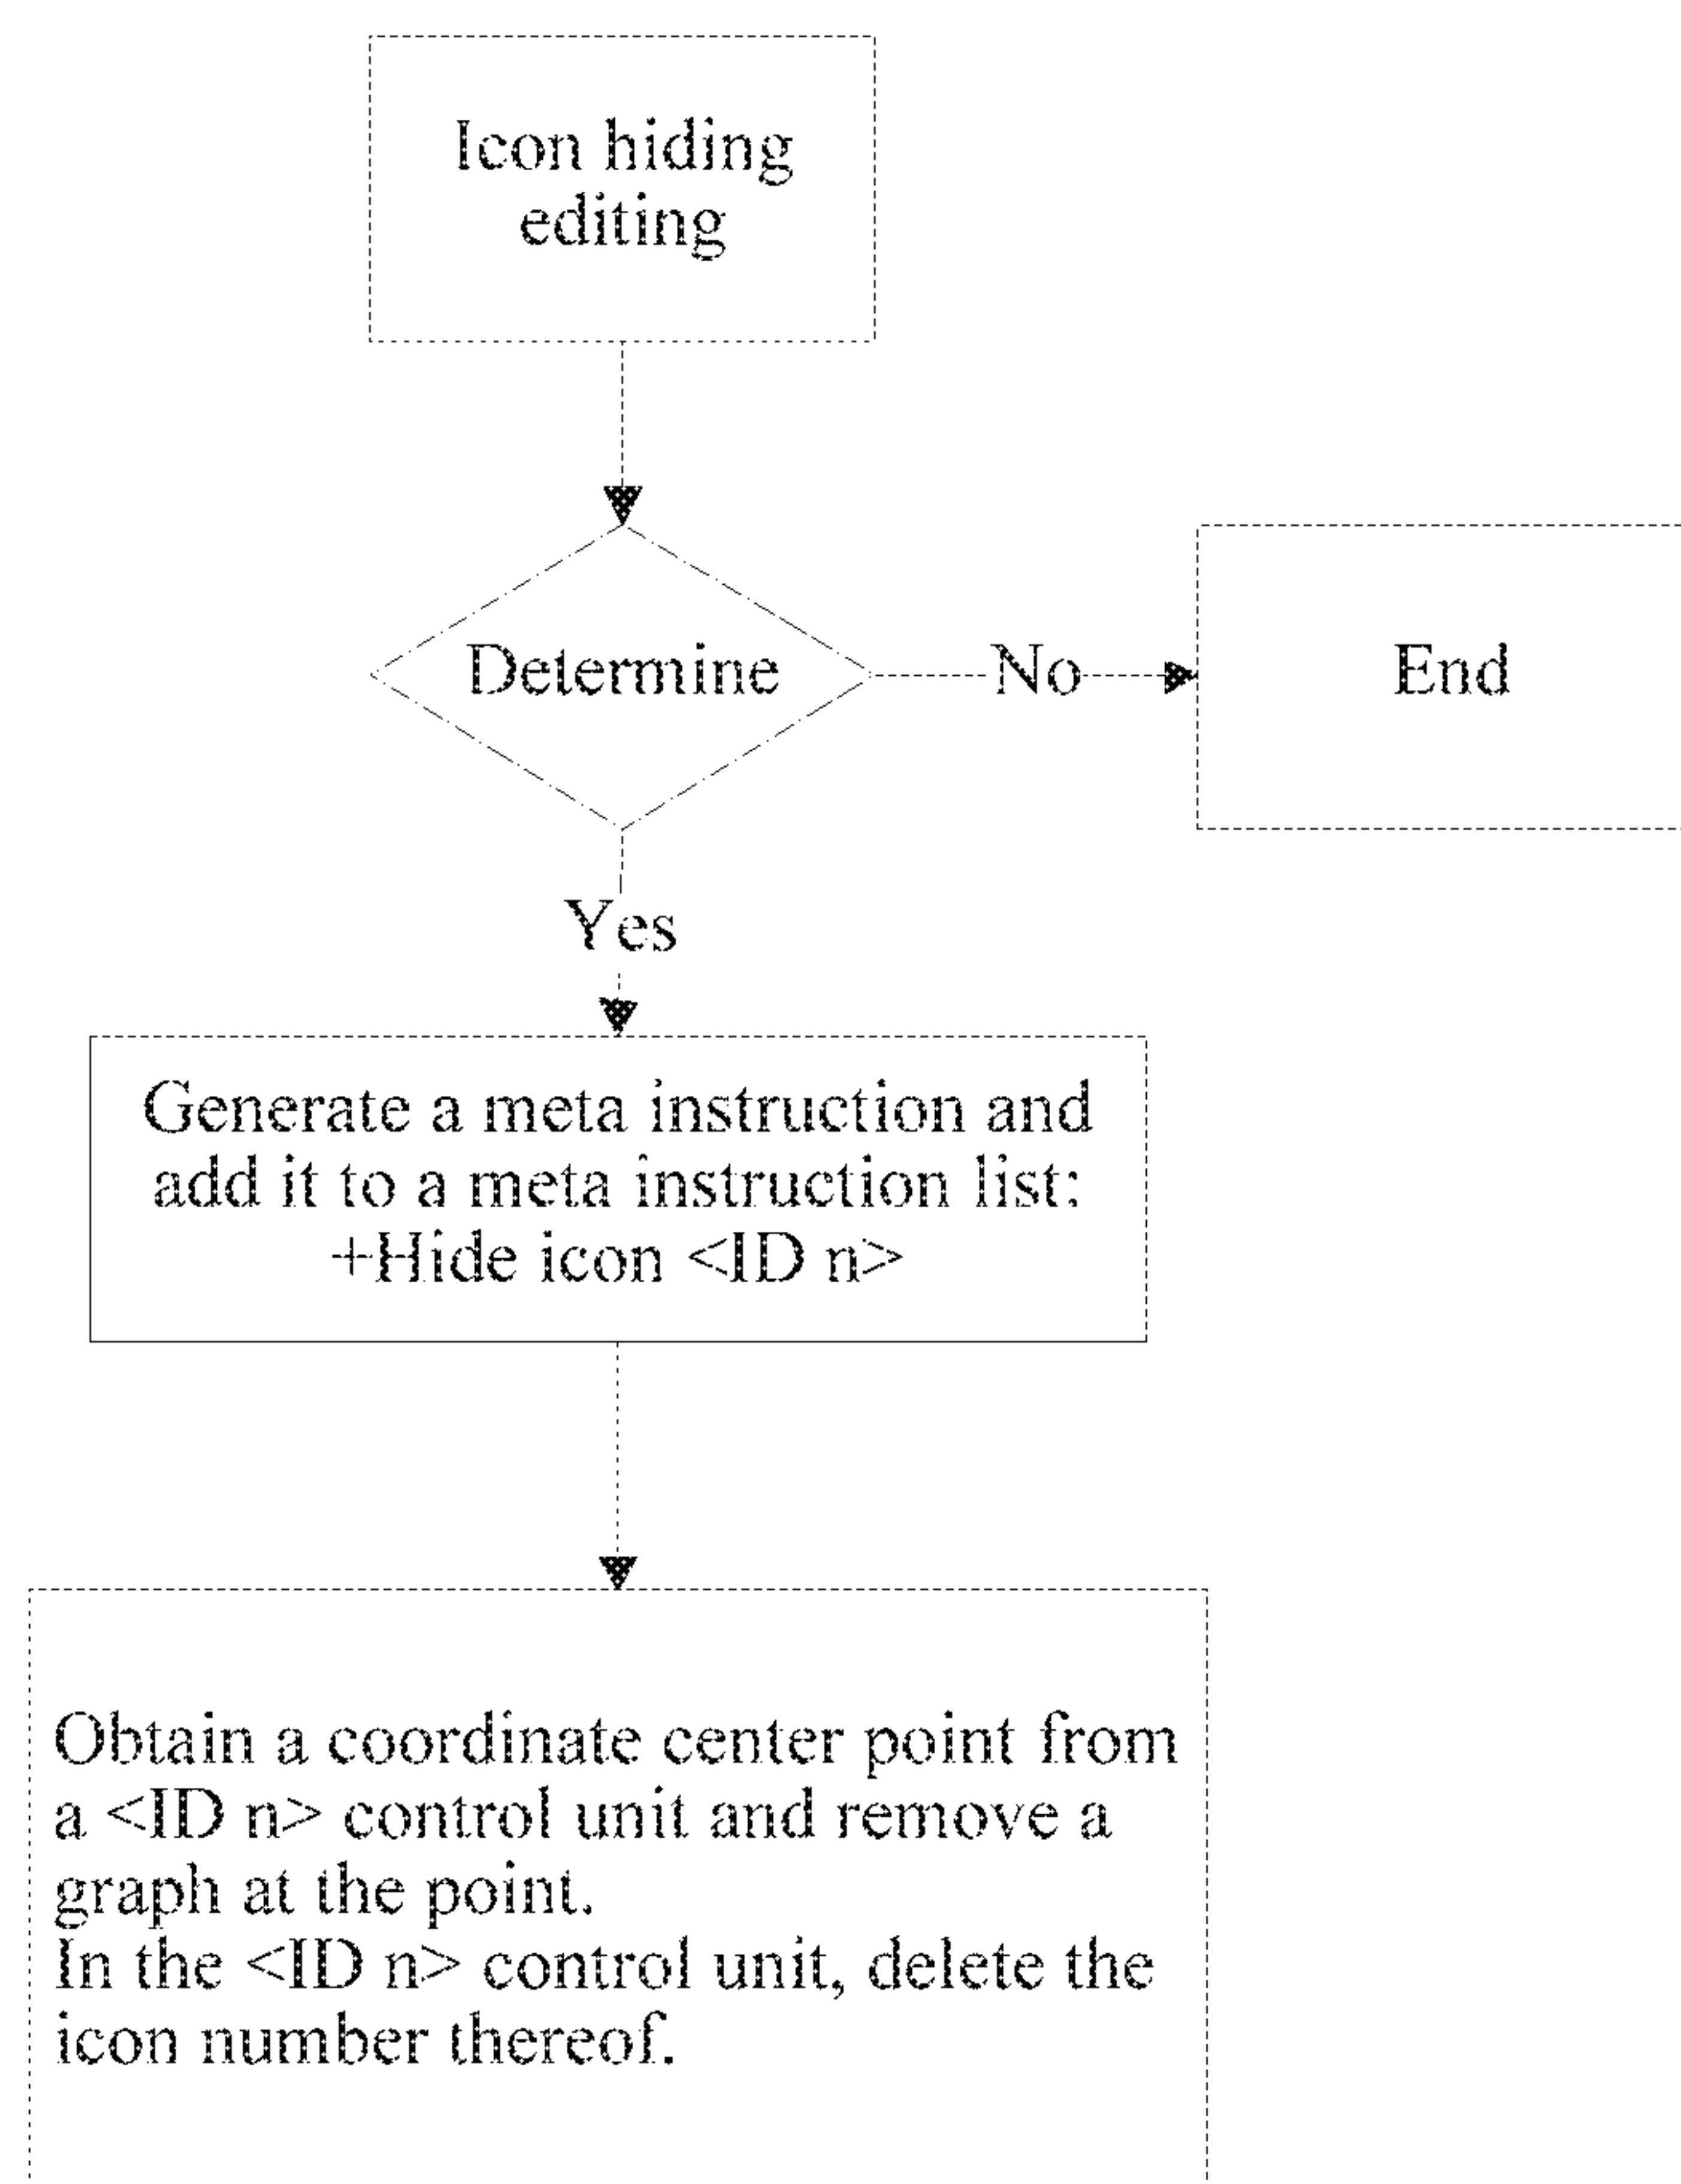 Icon hiding
editing
Determine
No
End
Yes
Generate a meta instruction and
add it to a meta instruction list:
+Hide icon <ID n>
Obtain a coordinate center point from
a <ID n> control unit and remove a
graph at the point.
In the <ID n> control unit, delete the
icon number thereof.